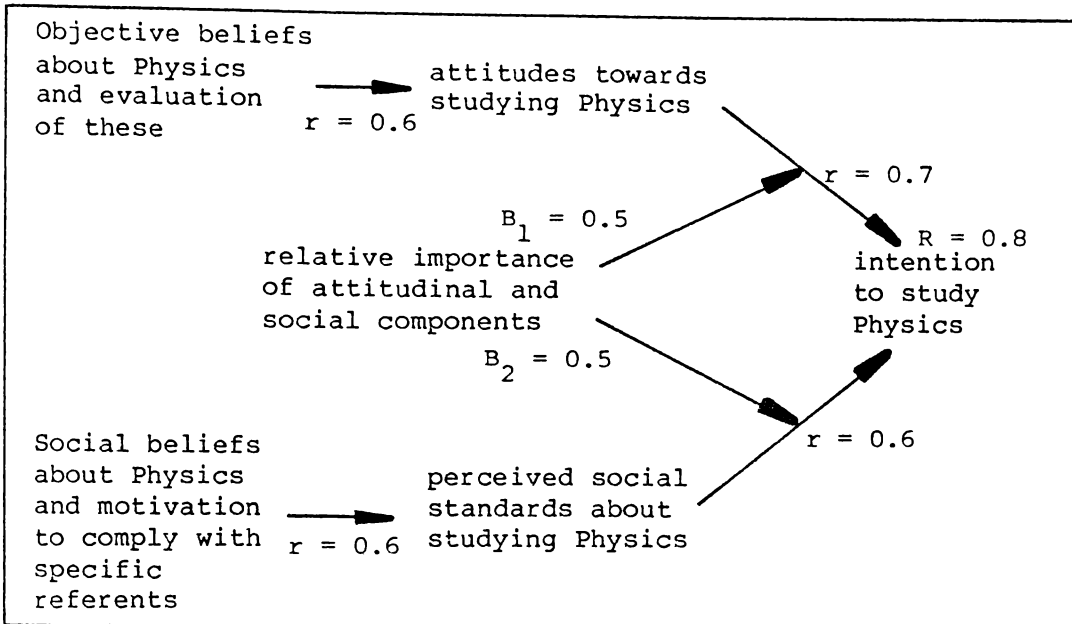 Objective beliefs
about Physics
and evaluation
of these
r = 0.6
attitudes towards
studying Physics
r = 0.7
B1 = 0.5
relative importance
of attitudinal and
social components
B2 = 0.5
R = 0.8
intention
to study
Physics
Social beliefs
about Physics
and motivation
to comply with
specific
referents
r = 0.6
perceived social
standards about
studying Physics
r = 0.6